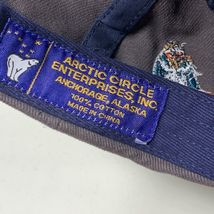 ARCTIC CIRCLE
ENTERPRISES, INC.
ANCHORAGE, ALASKA
100% COTTON
MADE IN CHINA